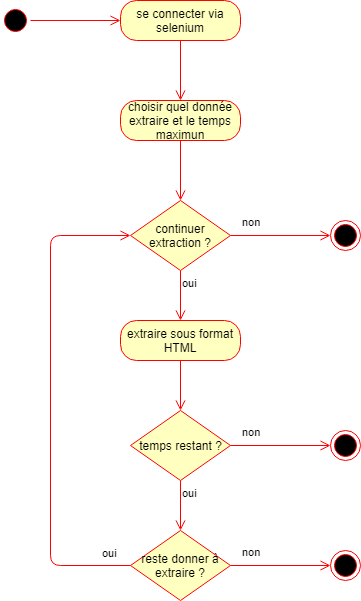 se connecter via
selenium
choisir quel donnée
extraire et le temps
maximun
continuer
extraction ?
non
oui
extraire sous format
HTML
temps restant ?
non
oui
reste donner à
extraire ?
non
oui